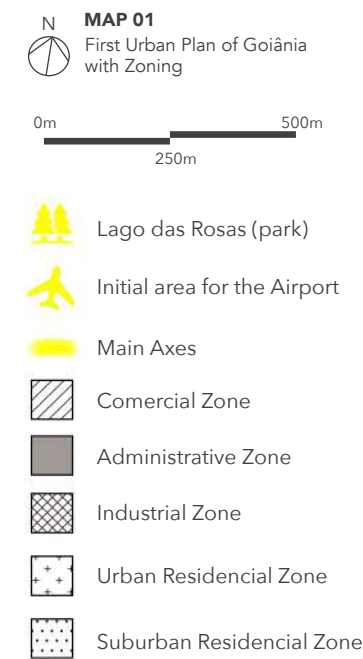 N
MAP 01
First Urban Plan of Goiânia
with Zoning
0m
500m
250m
Lago das Rosas (park)
Initial area for the Airport
Main Axes
Comercial Zone
Administrative Zone
Industrial Zone
Urban Residencial Zone
Suburban Residencial Zone